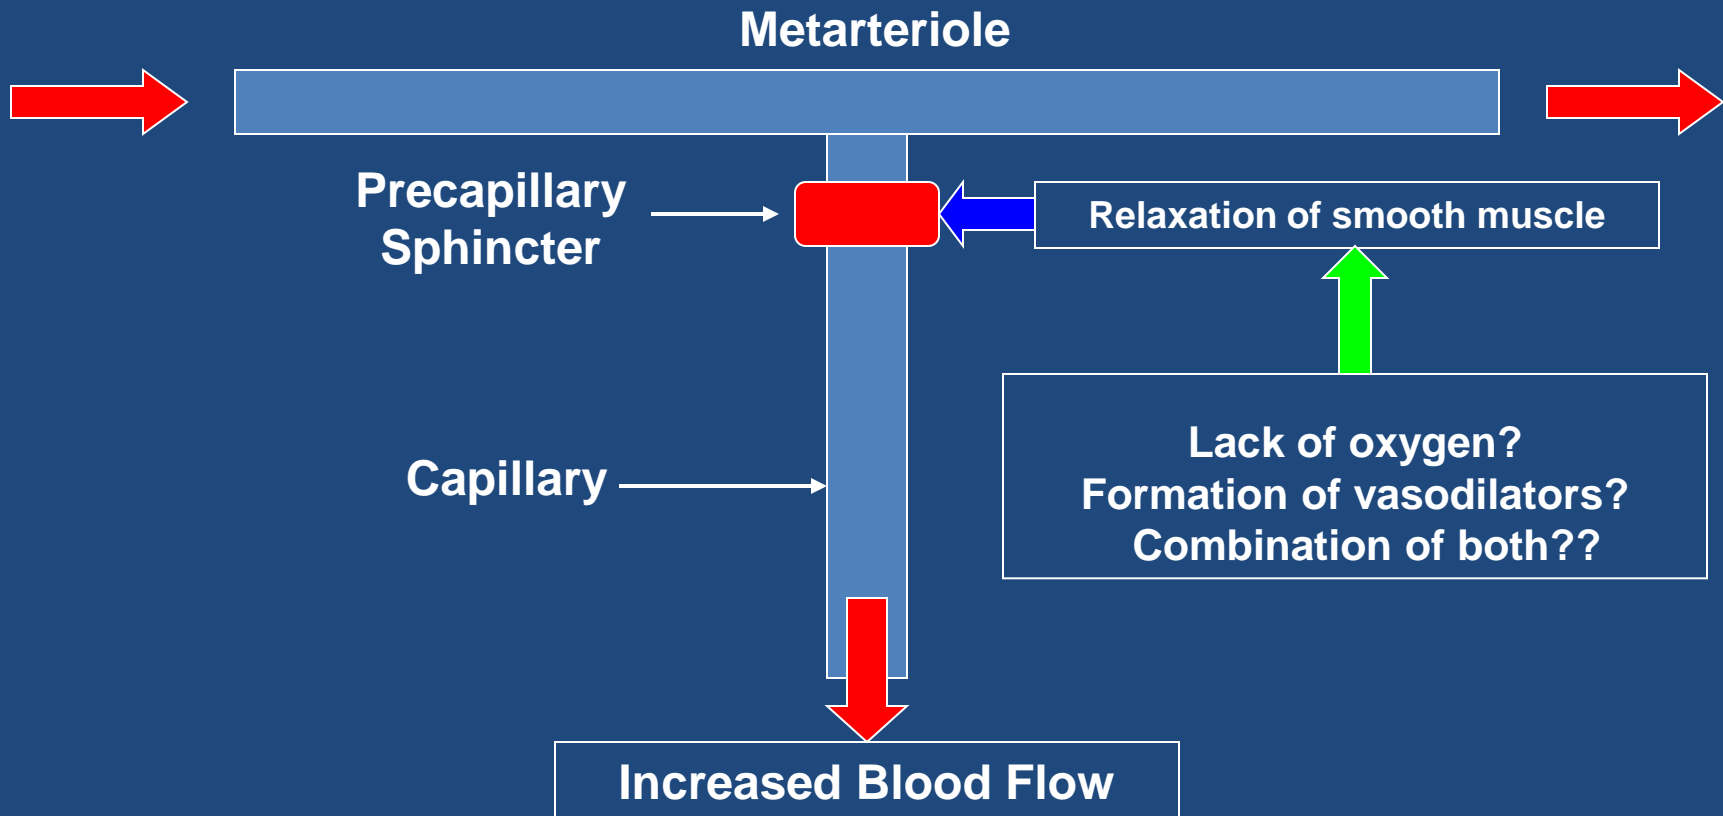 Metarteriole
Precapillary
Sphincter
Relaxation of smooth muscle
Capillary
Lack of oxygen?
Formation of vasodilators?
Combination of both??
Increased Blood Flow